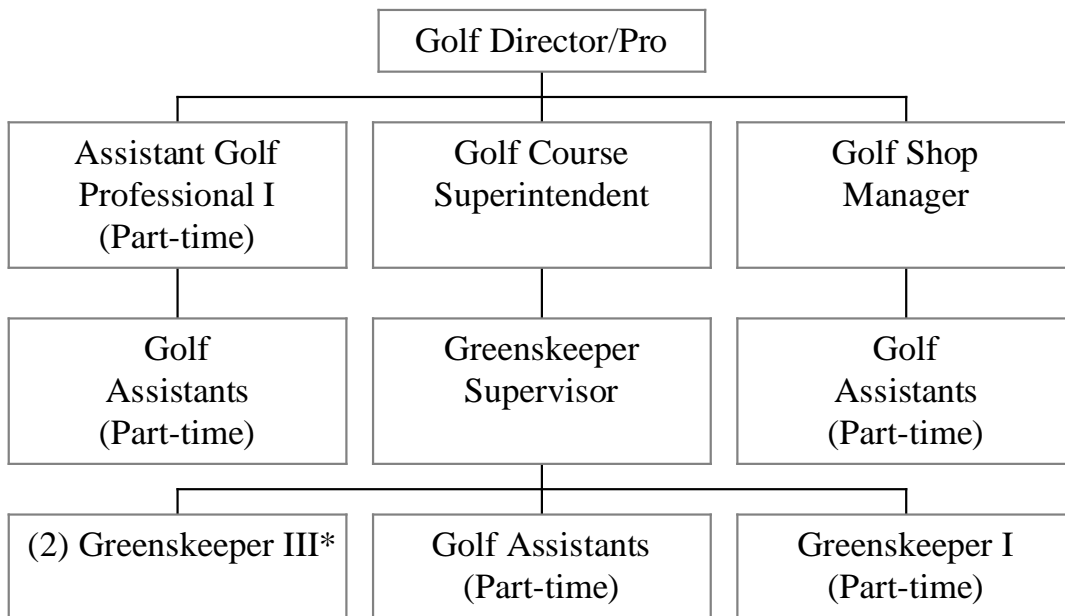 Golf Director/Pro
Assistant Golf
Professional I
(Part-time)
Golf Course
Superintendent
Golf Shop
Manager
Golf
Assistants
(Part-time)
Greenskeeper
Supervisor
Golf
Assistants
(Part-time)
(2) Greenskeeper III*
Golf Assistants
(Part-time)
Greenskeeper I
(Part-time)